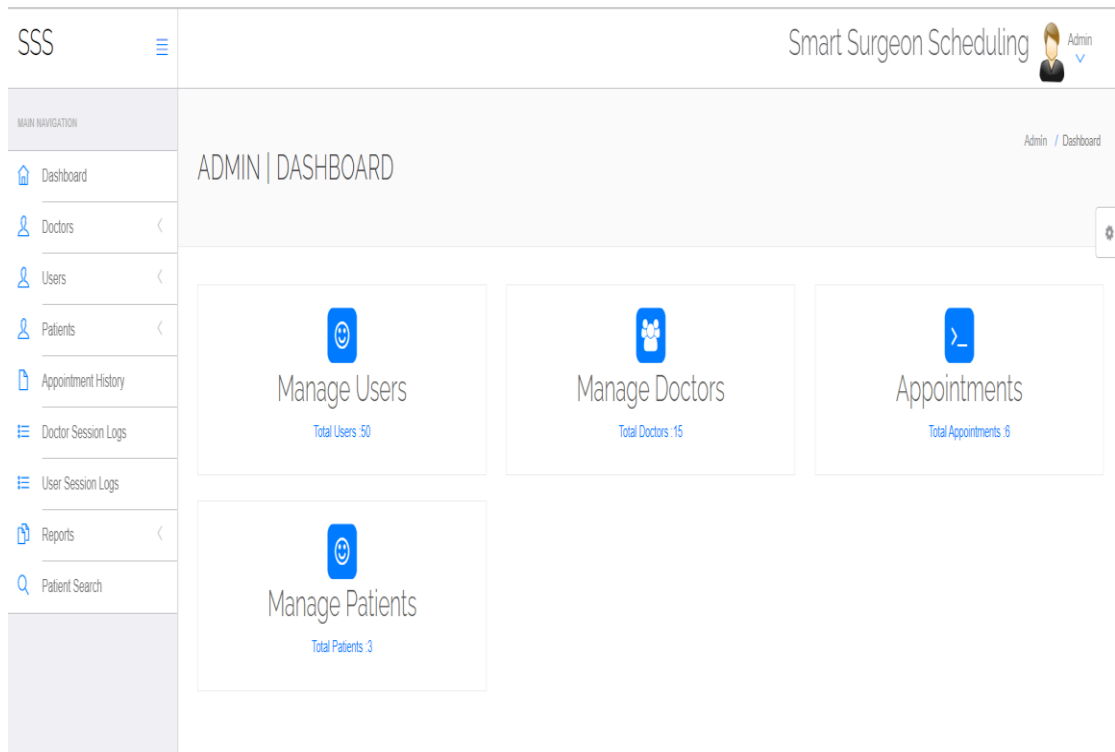 SSS
Smart Surgeon Scheduling
Admin
MAIN NAVIGATION
Dashboard
Doctors
Users
Patients
Appointment History
Doctor Session Logs
User Session Logs
Reports
Patient Search
ADMIN | DASHBOARD
Admin / Dashboard
Manage Users
Total Users :50
Manage Doctors
Total Doctors :15
Appointments
Total Appointments :6
Manage Patients
Total Patients :3